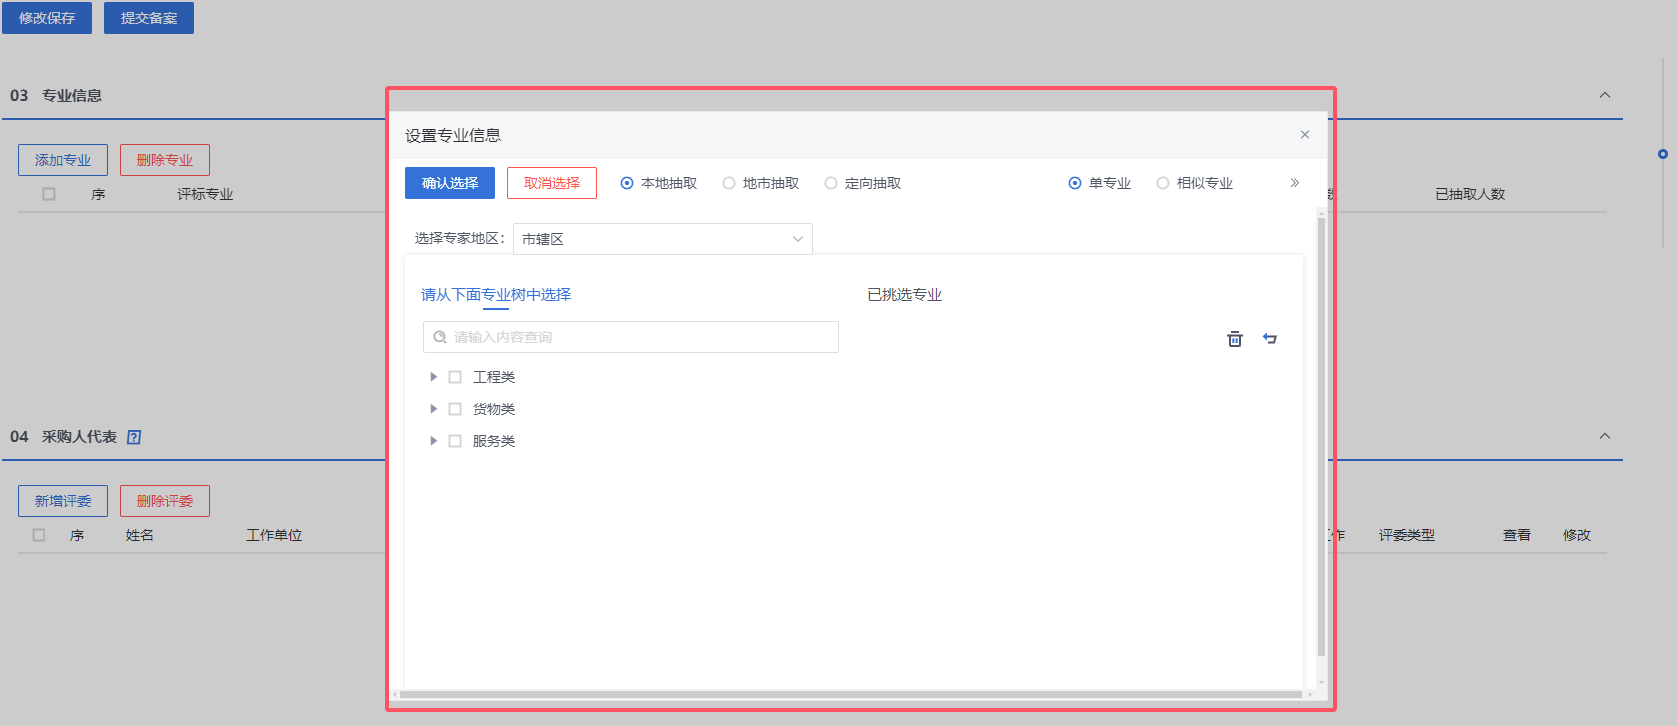 修改保存 提交备案
03 专业信息
添加专业 删除专业
序 评标专业 已抽取人数
04 采购人代表
新增评委 删除评委
序 姓名 工作单位 工作 评委类型 查看 修改
设置专业信息
确认选择 取消选择 本地抽取 地市抽取 定向抽取 单专业 相似专业
选择专家地区： 市辖区
请从下面专业树中选择 已挑选专业
请输入内容查询
工程类
货物类
服务类